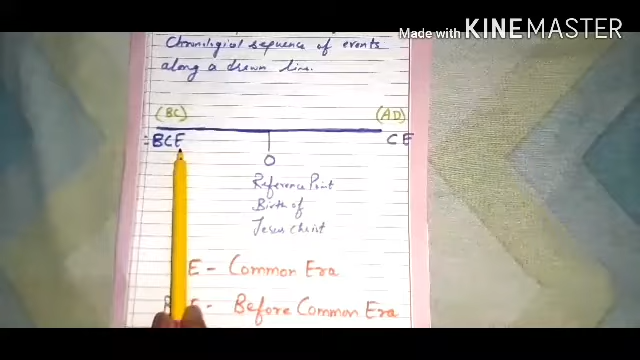 Made with KINEMASTER
Chronological sequence of events
along a drawn line.
(BC) (AD)
BCE CE
0
Reference Point
Birth of
Jesus Christ
E - Common Era
E - Before Common Era